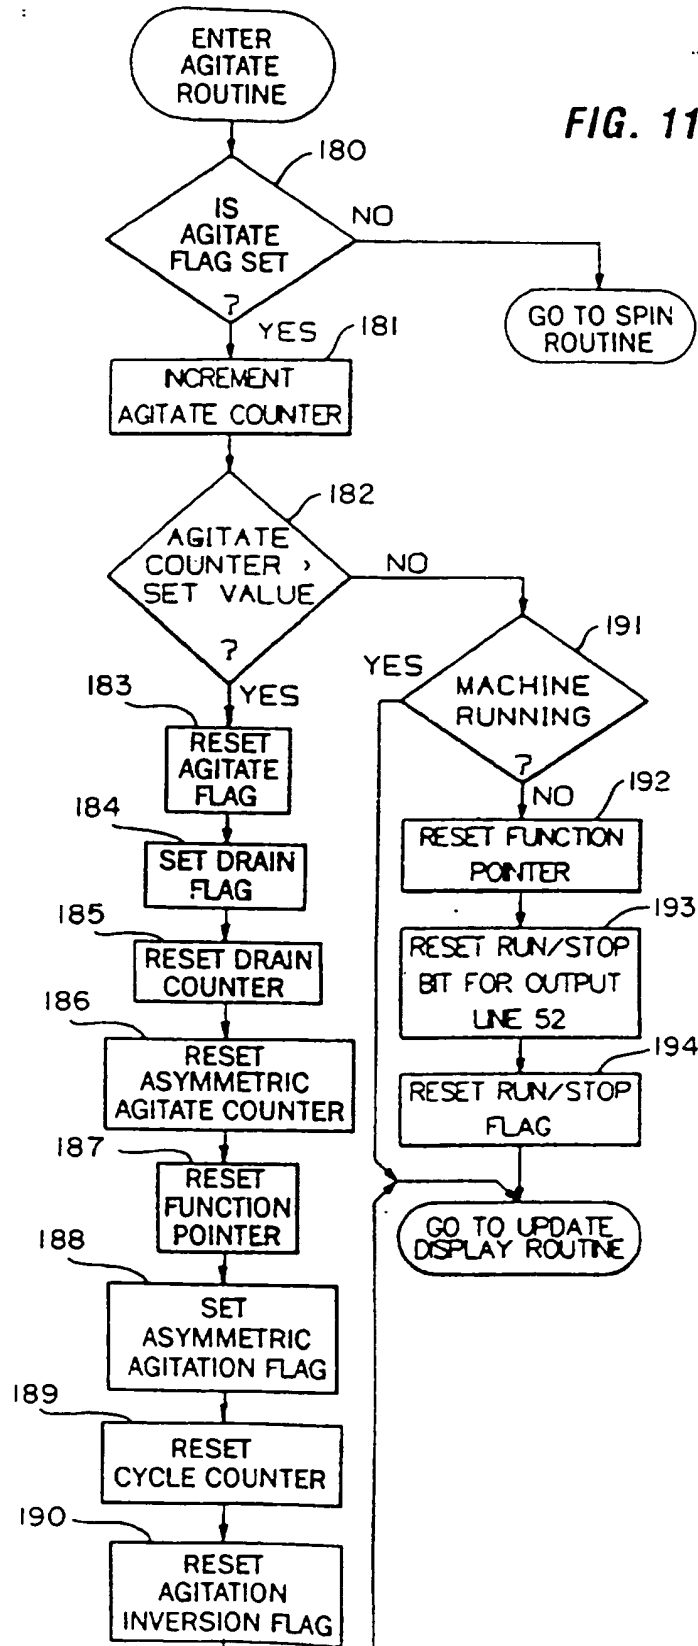 ENTER
AGITATE
ROUTINE
FIG. 11
180
IS
AGITATE
FLAG SET
?
NO
YES
GO TO SPIN
ROUTINE
181
INCREMENT
AGITATE COUNTER
182
AGITATE
COUNTER >
SET VALUE
?
NO
YES
191
MACHINE
RUNNING
?
YES
NO
183
RESET
AGITATE
FLAG
184
SET DRAIN
FLAG
185
RESET DRAIN
COUNTER
186
RESET
ASYMMETRIC
AGITATE COUNTER
187
RESET
FUNCTION
POINTER
188
SET
ASYMMETRIC
AGITATION FLAG
189
RESET
CYCLE COUNTER
190
RESET
AGITATION
INVERSION FLAG
192
RESET FUNCTION
POINTER
193
RESET RUN/STOP
BIT FOR OUTPUT
LINE 52
194
RESET RUN/STOP
FLAG
GO TO UPDATE
DISPLAY ROUTINE